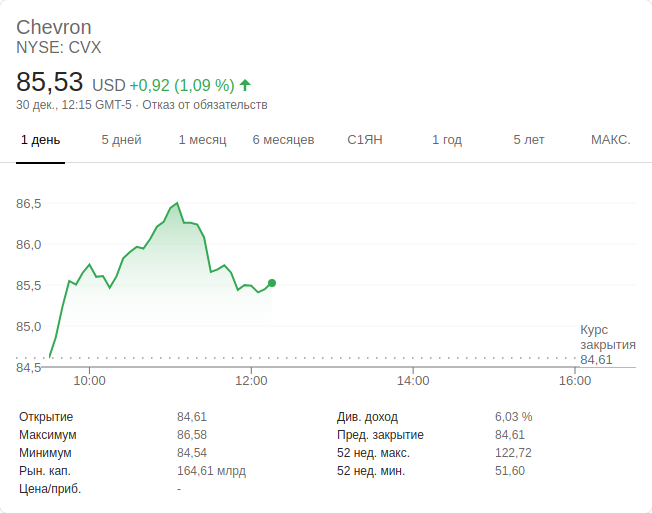 Chevron
NYSE: CVX
85,53 USD +0,92 (1,09 %)
30 дек., 12:15 GMT-5 · Отказ от обязательств
1 день 5 дней 1 месяц 6 месяцев С1ЯН 1 год 5 лет МАКС.
86,5
86,0
85,5
85,0
84,5
Курс
закрытия
84,61
10:00 12:00 14:00 16:00
Открытие 84,61 Див. доход 6,03 %
Максимум 86,58 Пред. закрытие 84,61
Минимум 84,54 52 нед. макс. 122,72
Рын. кап. 164,61 млрд 52 нед. мин. 51,60
Цена/приб. -